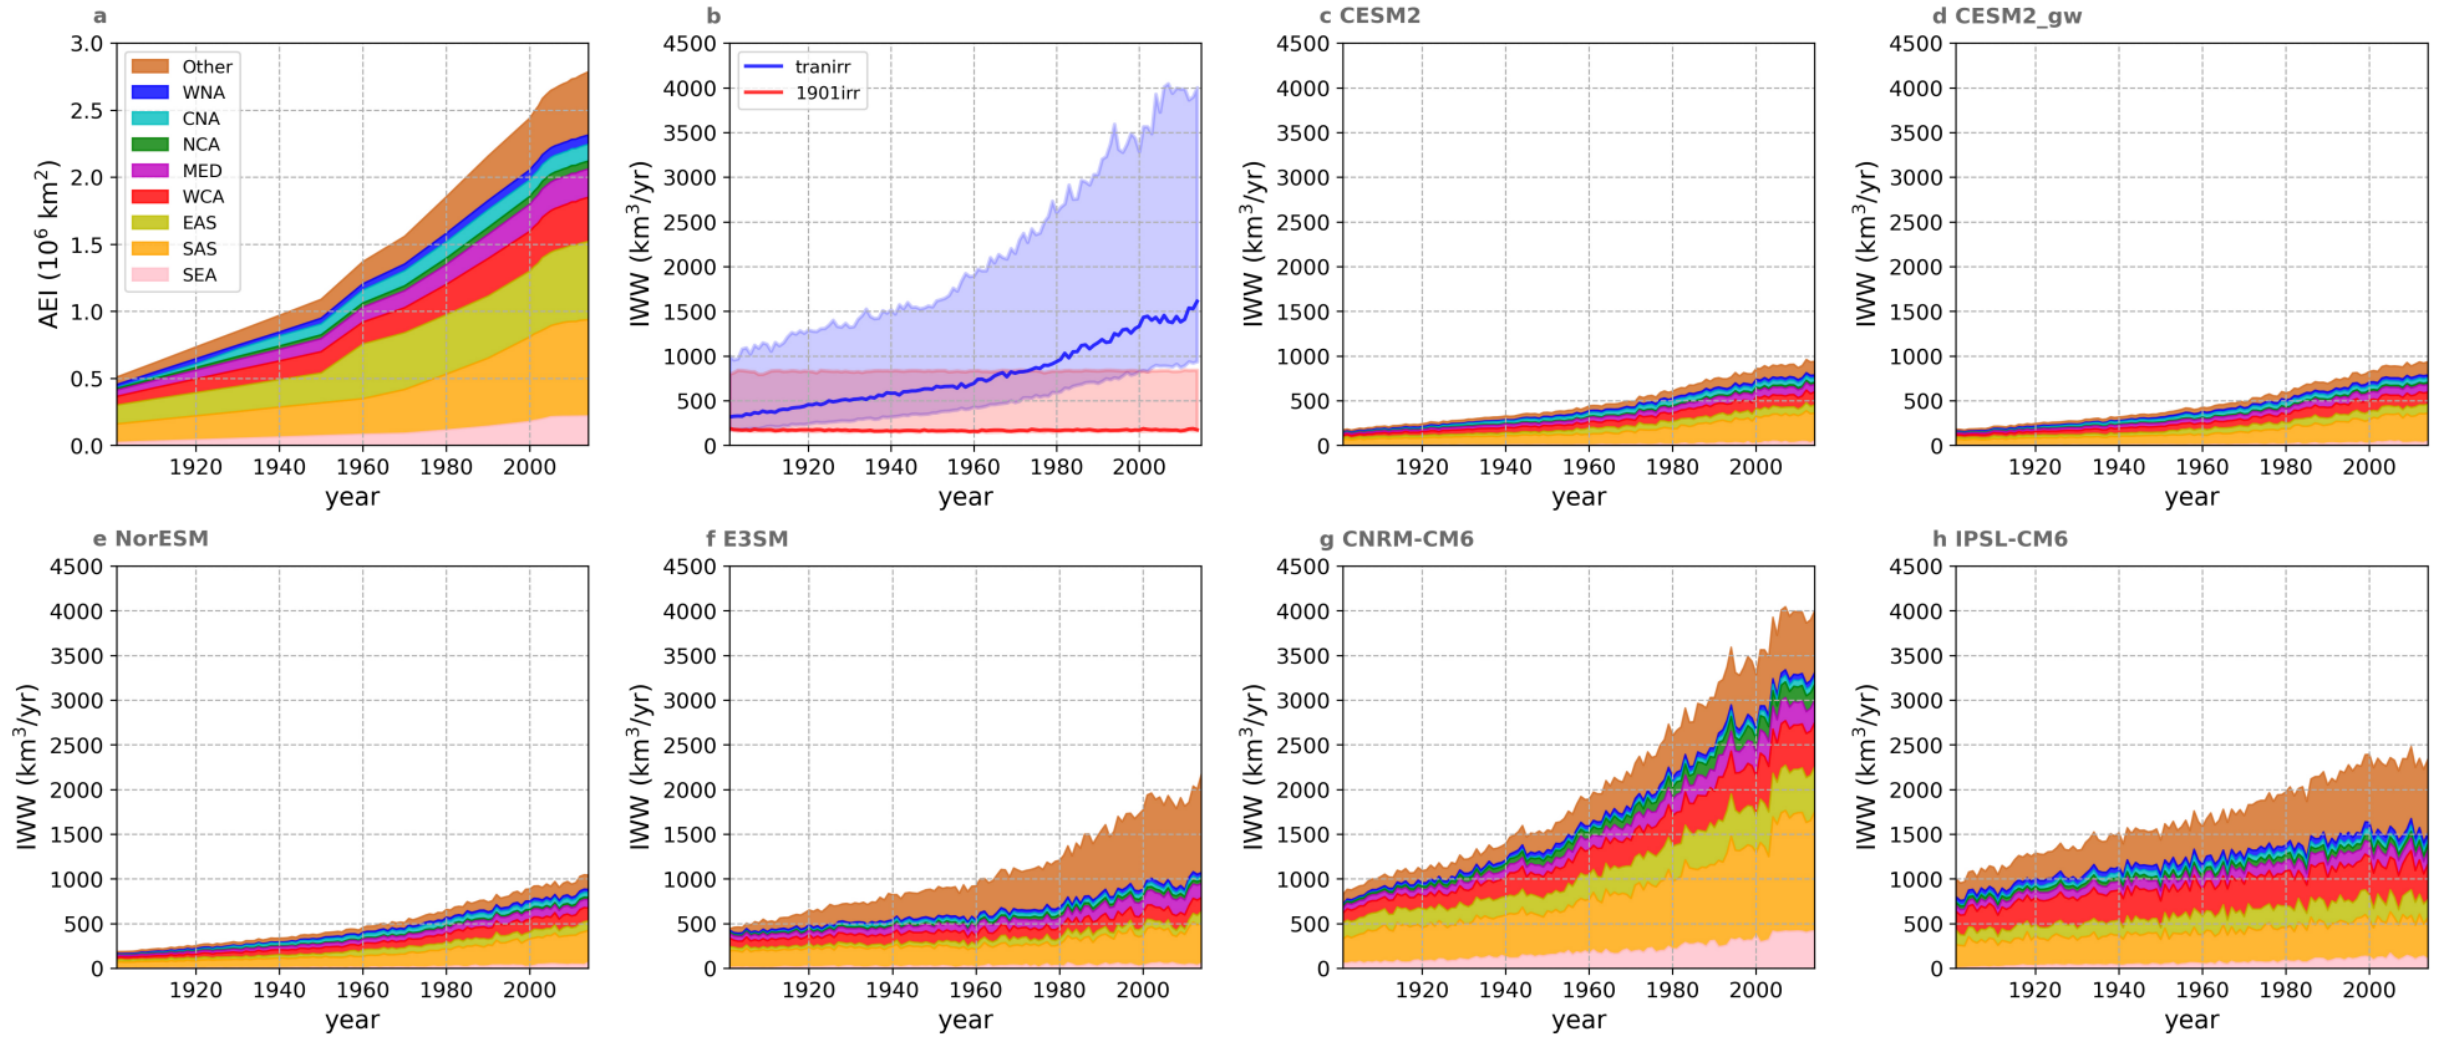 a
3.0
2.5
2.0
1.5
1.0
0.5
0.0
AEI (10⁶ km²)
Other
WNA
CNA
NCA
MED
WCA
EAS
SAS
SEA
1920 1940 1960 1980 2000
year
b
4500
4000
3500
3000
2500
2000
1500
1000
500
0
IWW (km³/yr)
tranirr
1901irr
1920 1940 1960 1980 2000
year
c CESM2
4500
4000
3500
3000
2500
2000
1500
1000
500
0
IWW (km³/yr)
1920 1940 1960 1980 2000
year
d CESM2_gw
4500
4000
3500
3000
2500
2000
1500
1000
500
0
IWW (km³/yr)
1920 1940 1960 1980 2000
year
e NorESM
4500
4000
3500
3000
2500
2000
1500
1000
500
0
IWW (km³/yr)
1920 1940 1960 1980 2000
year
f E3SM
4500
4000
3500
3000
2500
2000
1500
1000
500
0
IWW (km³/yr)
1920 1940 1960 1980 2000
year
g CNRM-CM6
4500
4000
3500
3000
2500
2000
1500
1000
500
0
IWW (km³/yr)
1920 1940 1960 1980 2000
year
h IPSL-CM6
4500
4000
3500
3000
2500
2000
1500
1000
500
0
IWW (km³/yr)
1920 1940 1960 1980 2000
year